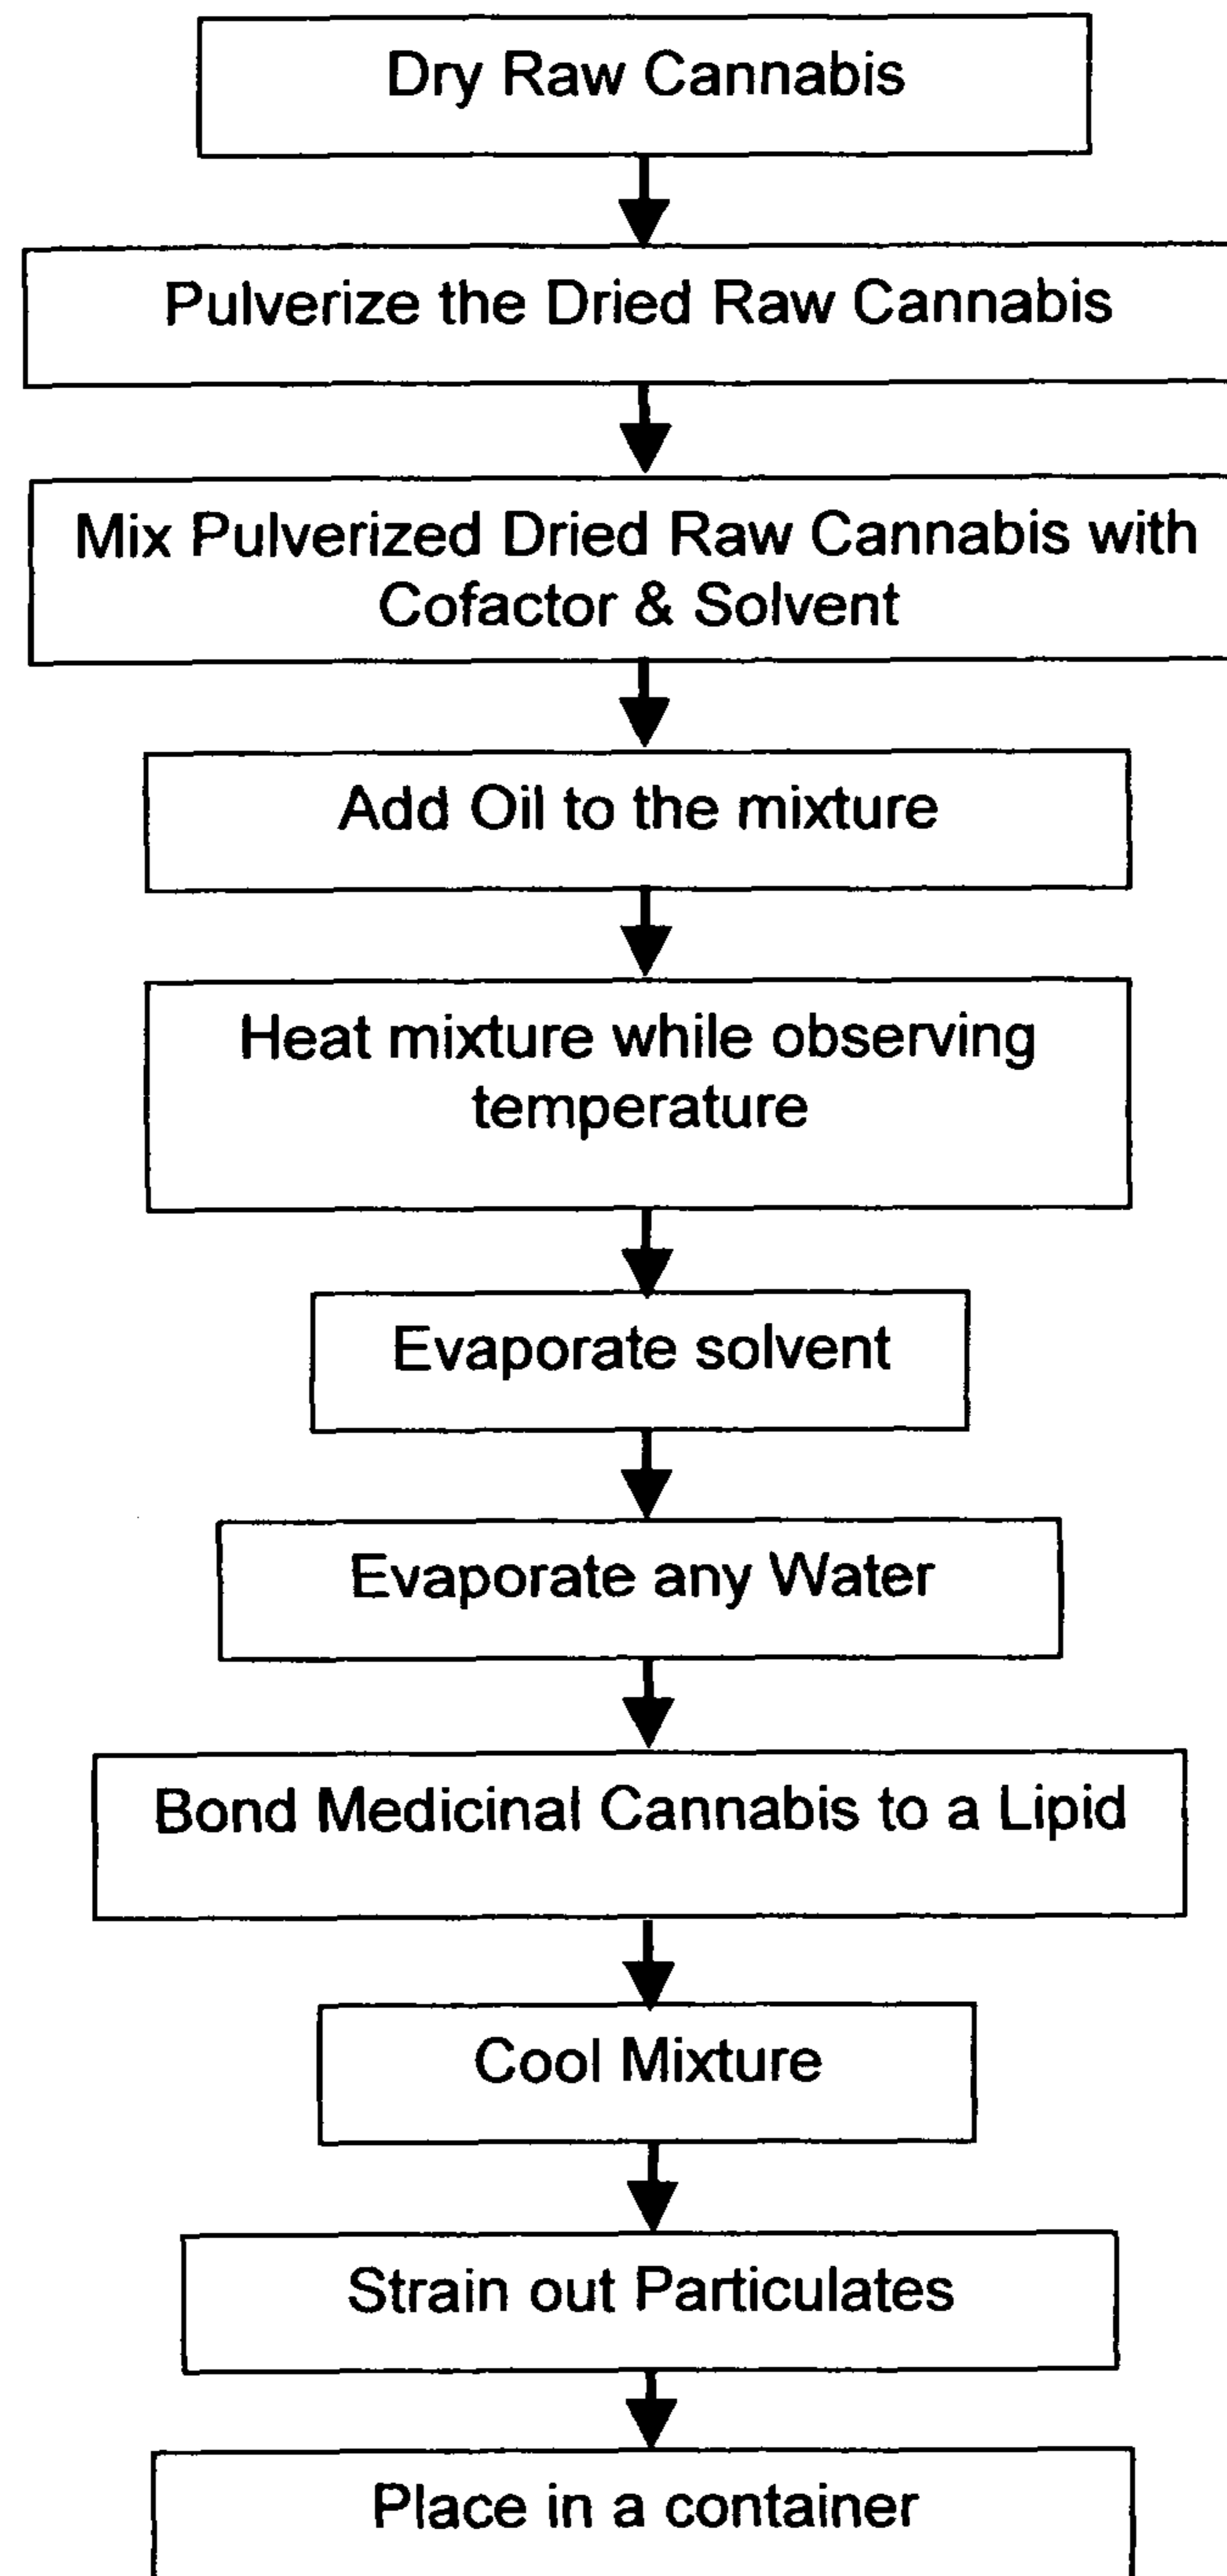 Dry Raw Cannabis
Pulverize the Dried Raw Cannabis
Mix Pulverized Dried Raw Cannabis with
Cofactor & Solvent
Add Oil to the mixture
Heat mixture while observing
temperature
Evaporate solvent
Evaporate any Water
Bond Medicinal Cannabis to a Lipid
Cool Mixture
Strain out Particulates
Place in a container